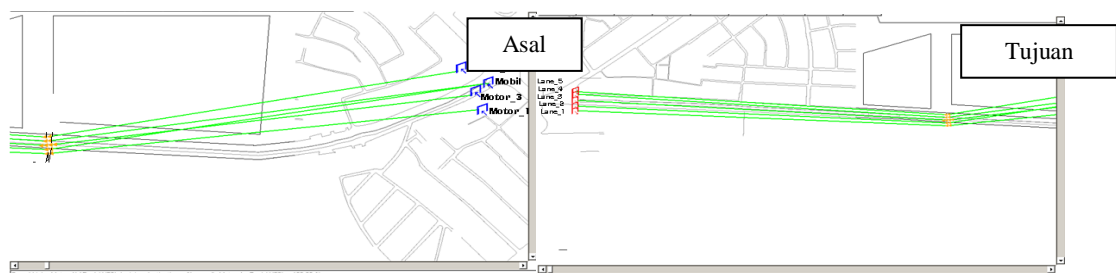 Asal
Mobil
Motor_3
Motor_1
Tujuan
Lane_5
Lane_4
Lane_3
Lane_2
Lane_1